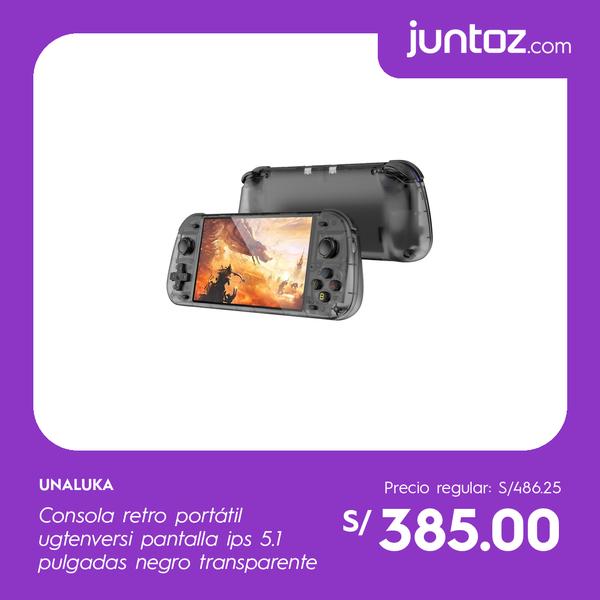 juntoz.com
UNALUKA
Consola retro portátil
ugtenversi pantalla ips 5.1
pulgadas negro transparente
Precio regular: S/486.25
S/ 385.00